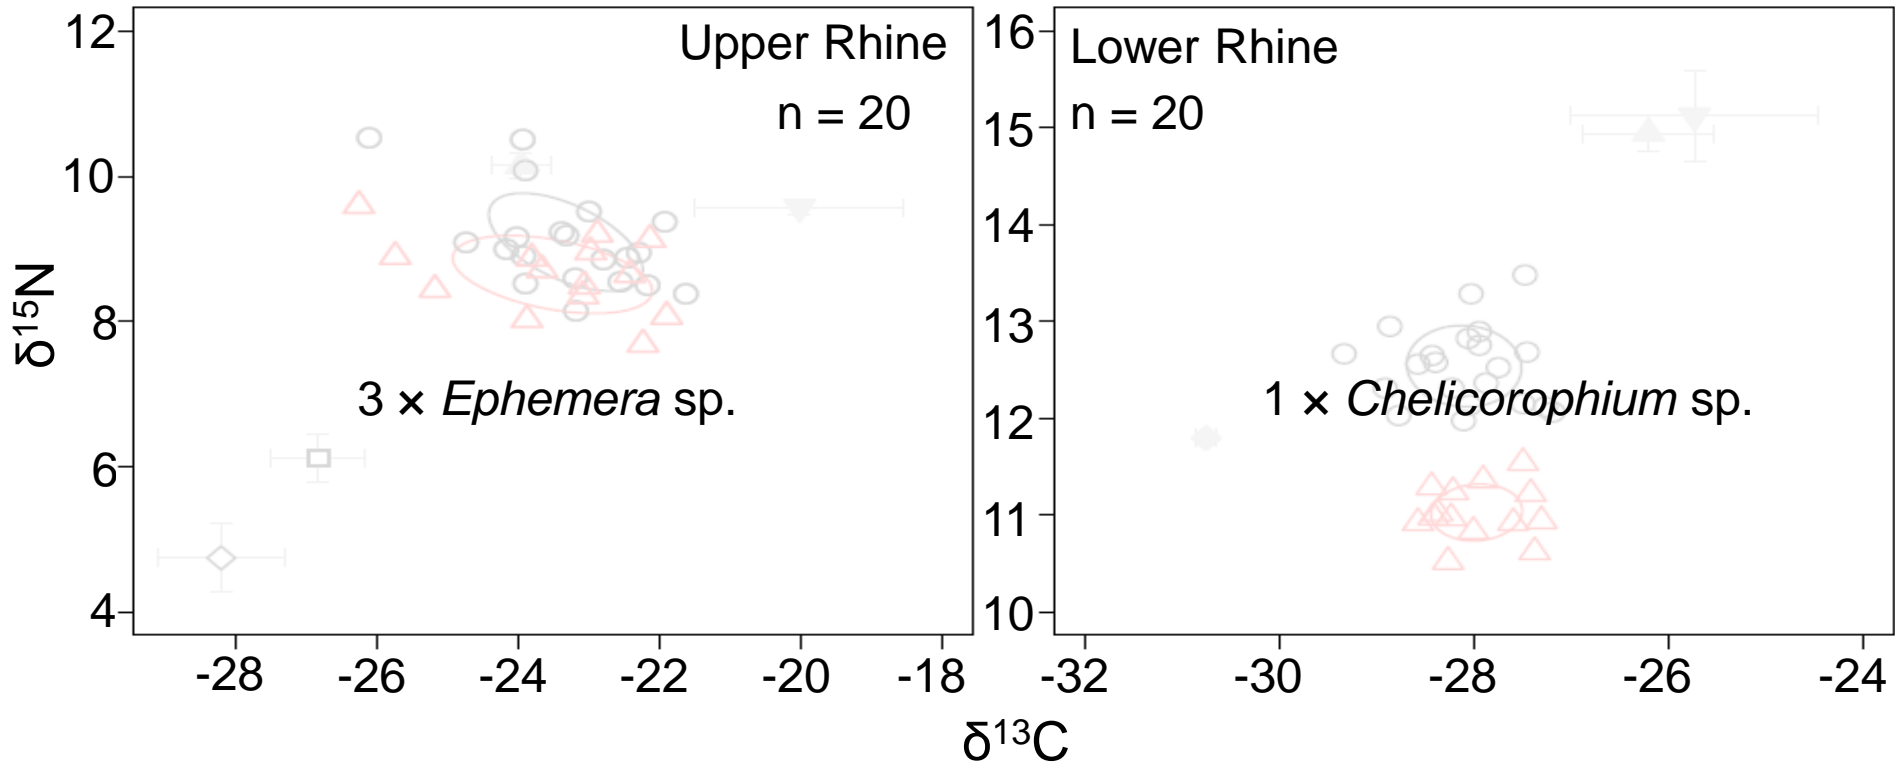 Upper Rhine
n = 20
3 × Ephemera sp.
12
10
8
6
4
-28 -26 -24 -22 -20 -18
δ15N
Lower Rhine
n = 20
1 × Chelicorophium sp.
16
15
14
13
12
11
10
-32 -30 -28 -26 -24
δ13C